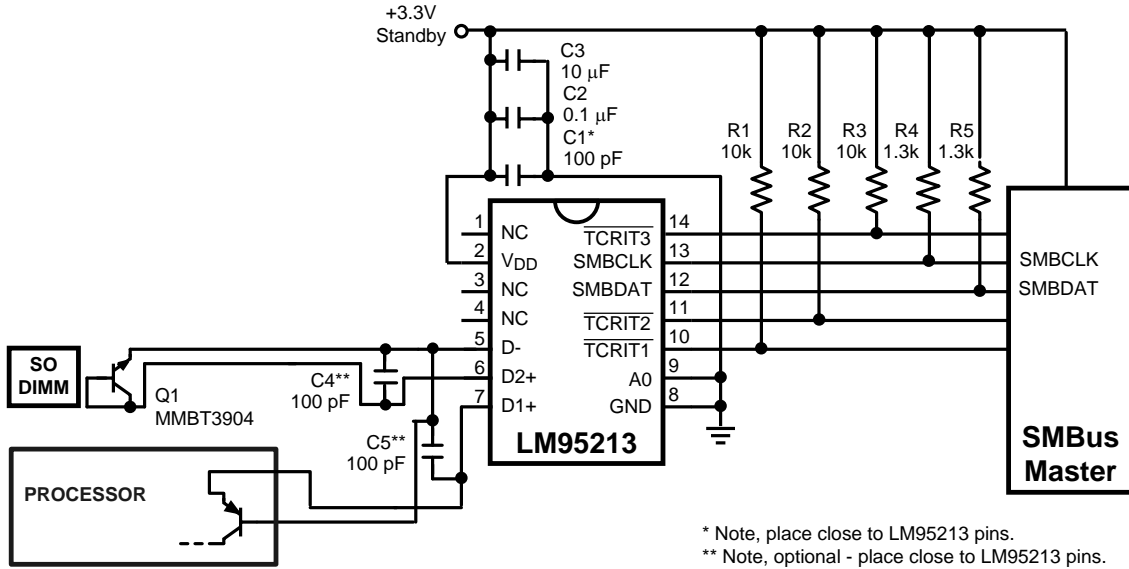 +3.3V
Standby
C3
10 μF
C2
0.1 μF
C1*
100 pF
R1
10k
R2
10k
R3
10k
R4
1.3k
R5
1.3k
1
NC
2
VDD
3
NC
4
NC
5
D-
6
D2+
7
D1+
TCRIT3
14
SMBCLK
13
SMBDAT
12
TCRIT2
11
TCRIT1
10
A0
9
GND
8
LM95213
SMBCLK
SMBDAT
SMBus
Master
SO
DIMM
Q1
MMBT3904
C4**
100 pF
C5**
100 pF
PROCESSOR
* Note, place close to LM95213 pins.
** Note, optional - place close to LM95213 pins.